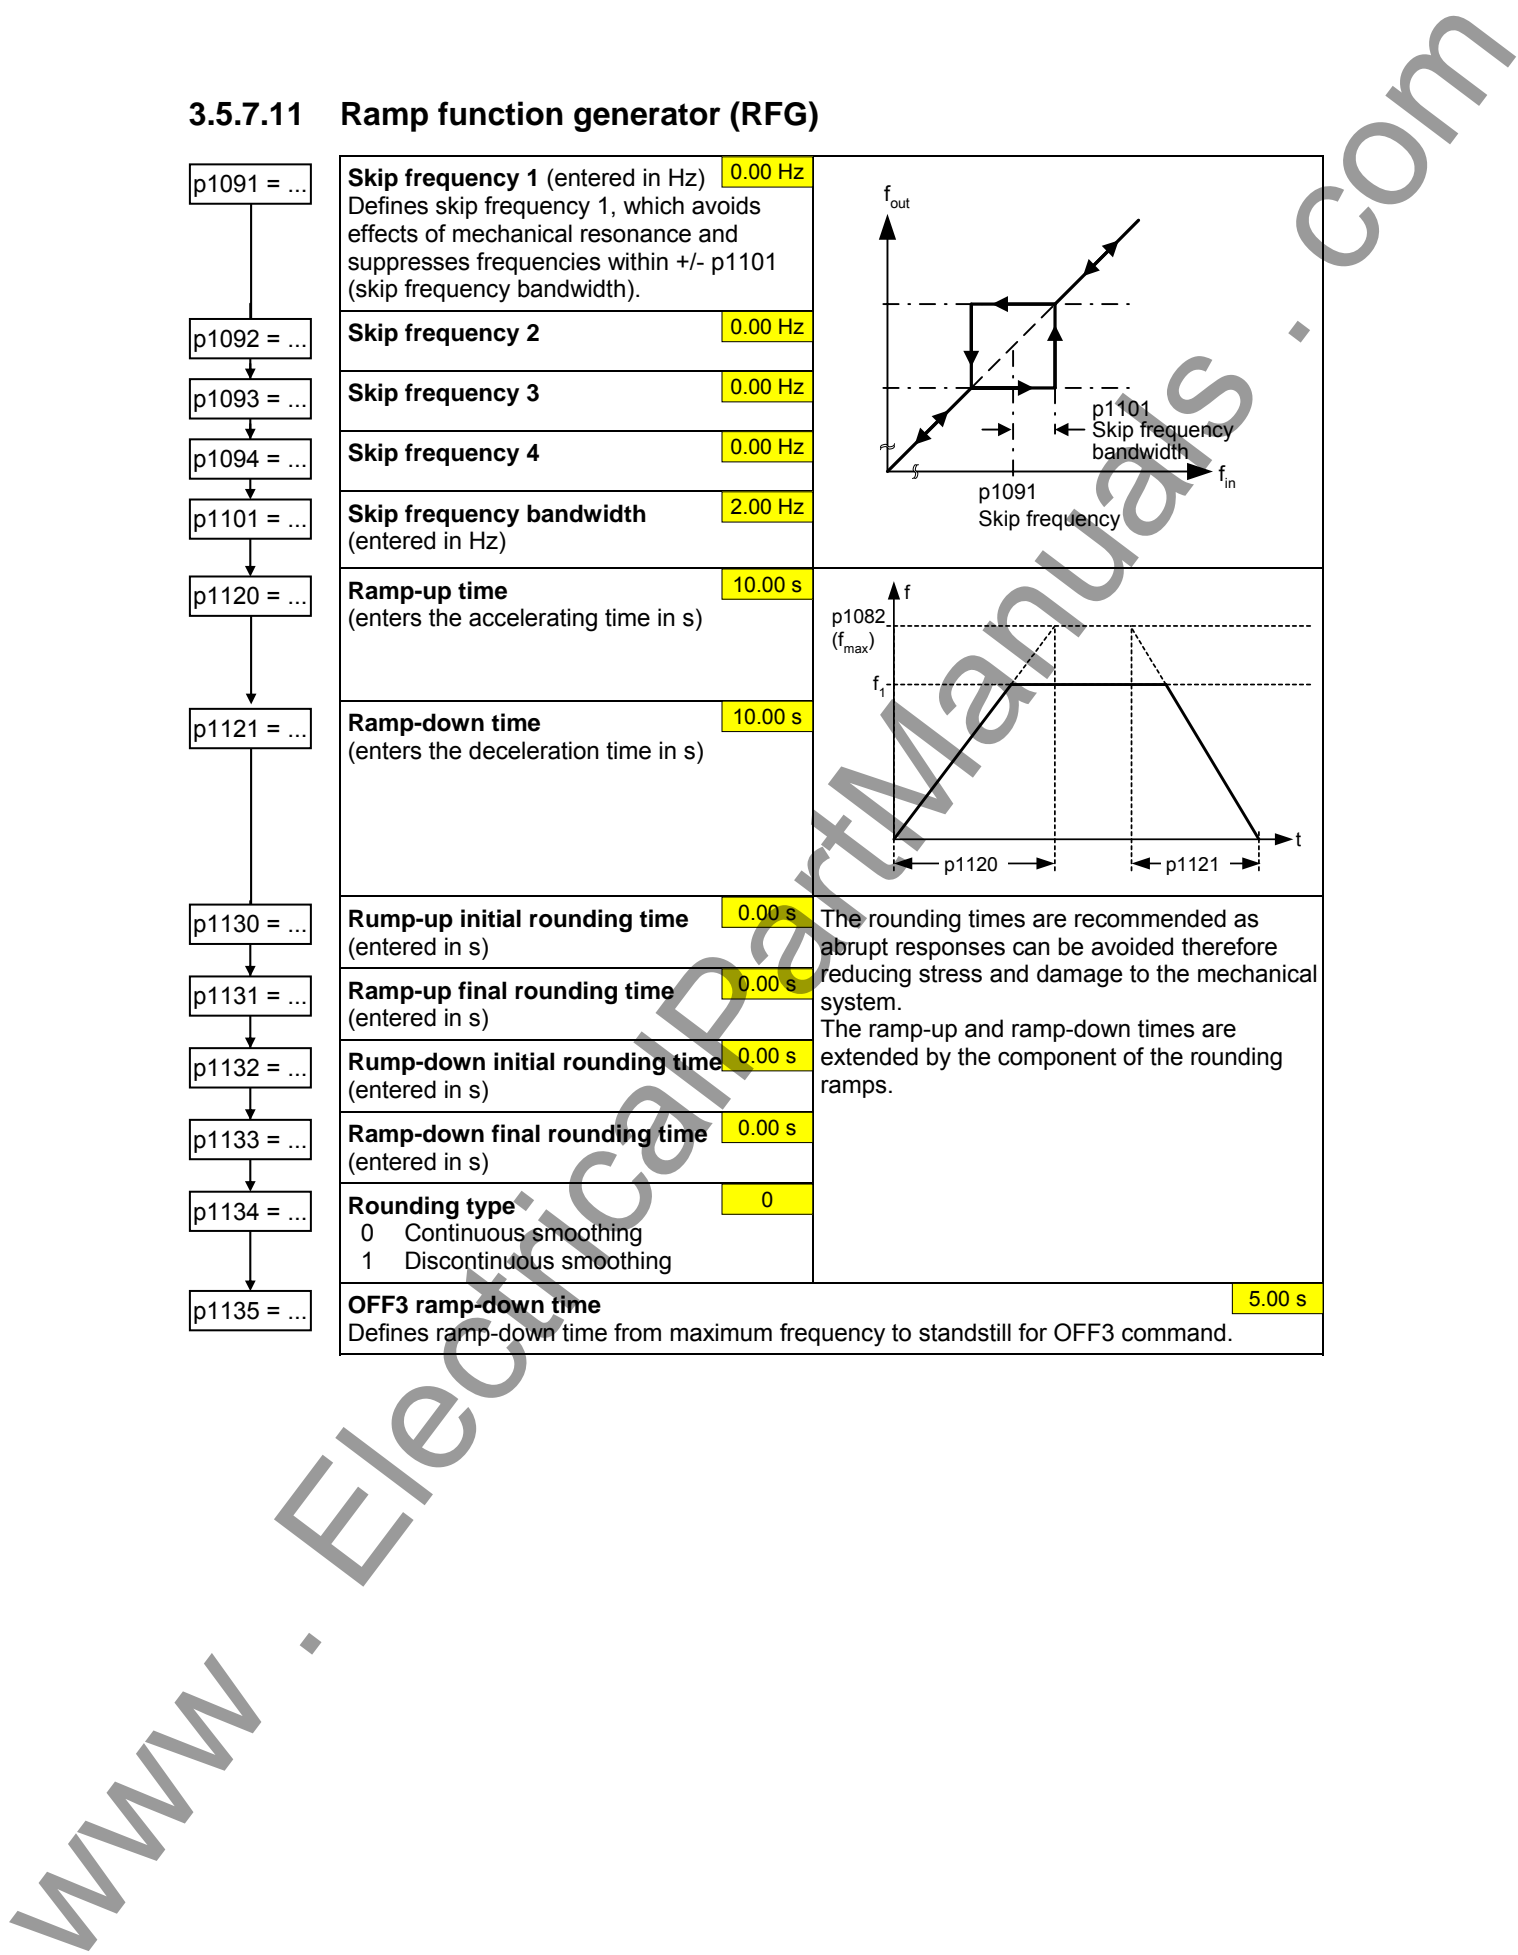 3.5.7.11 Ramp function generator (RFG)
p1091 = ...
Skip frequency 1 (entered in Hz) 0.00 Hz
Defines skip frequency 1, which avoids
effects of mechanical resonance and
suppresses frequencies within +/- p1101
(skip frequency bandwidth).
p1092 = ...
Skip frequency 2 0.00 Hz
p1093 = ...
Skip frequency 3 0.00 Hz
p1094 = ...
Skip frequency 4 0.00 Hz
p1101 = ...
Skip frequency bandwidth 2.00 Hz
(entered in Hz)
fout
p1101
Skip frequency
bandwidth
fin
p1091
Skip frequency
p1120 = ...
Ramp-up time 10.00 s
(enters the accelerating time in s)
p1121 = ...
Ramp-down time 10.00 s
(enters the deceleration time in s)
f
p1082
(fmax)
f1
t
p1120 p1121
p1130 = ...
Rump-up initial rounding time 0.00 s
(entered in s)
p1131 = ...
Ramp-up final rounding time 0.00 s
(entered in s)
p1132 = ...
Rump-down initial rounding time 0.00 s
(entered in s)
p1133 = ...
Ramp-down final rounding time 0.00 s
(entered in s)
p1134 = ...
Rounding type 0
0 Continuous smoothing
1 Discontinuous smoothing
The rounding times are recommended as
abrupt responses can be avoided therefore
reducing stress and damage to the mechanical
system.
The ramp-up and ramp-down times are
extended by the component of the rounding
ramps.
p1135 = ...
OFF3 ramp-down time 5.00 s
Defines ramp-down time from maximum frequency to standstill for OFF3 command.
www . ElectricalPartManuals . com